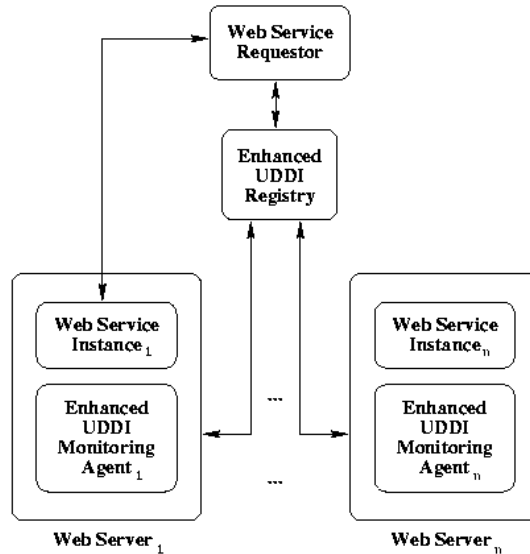 Web Service
Requestor
Enhanced
UDDI
Registry
Web Service
Instance 1
Web Service
Instance n
...
Enhanced
UDDI
Monitoring
Agent 1
Enhanced
UDDI
Monitoring
Agent n
...
Web Server 1
Web Server n